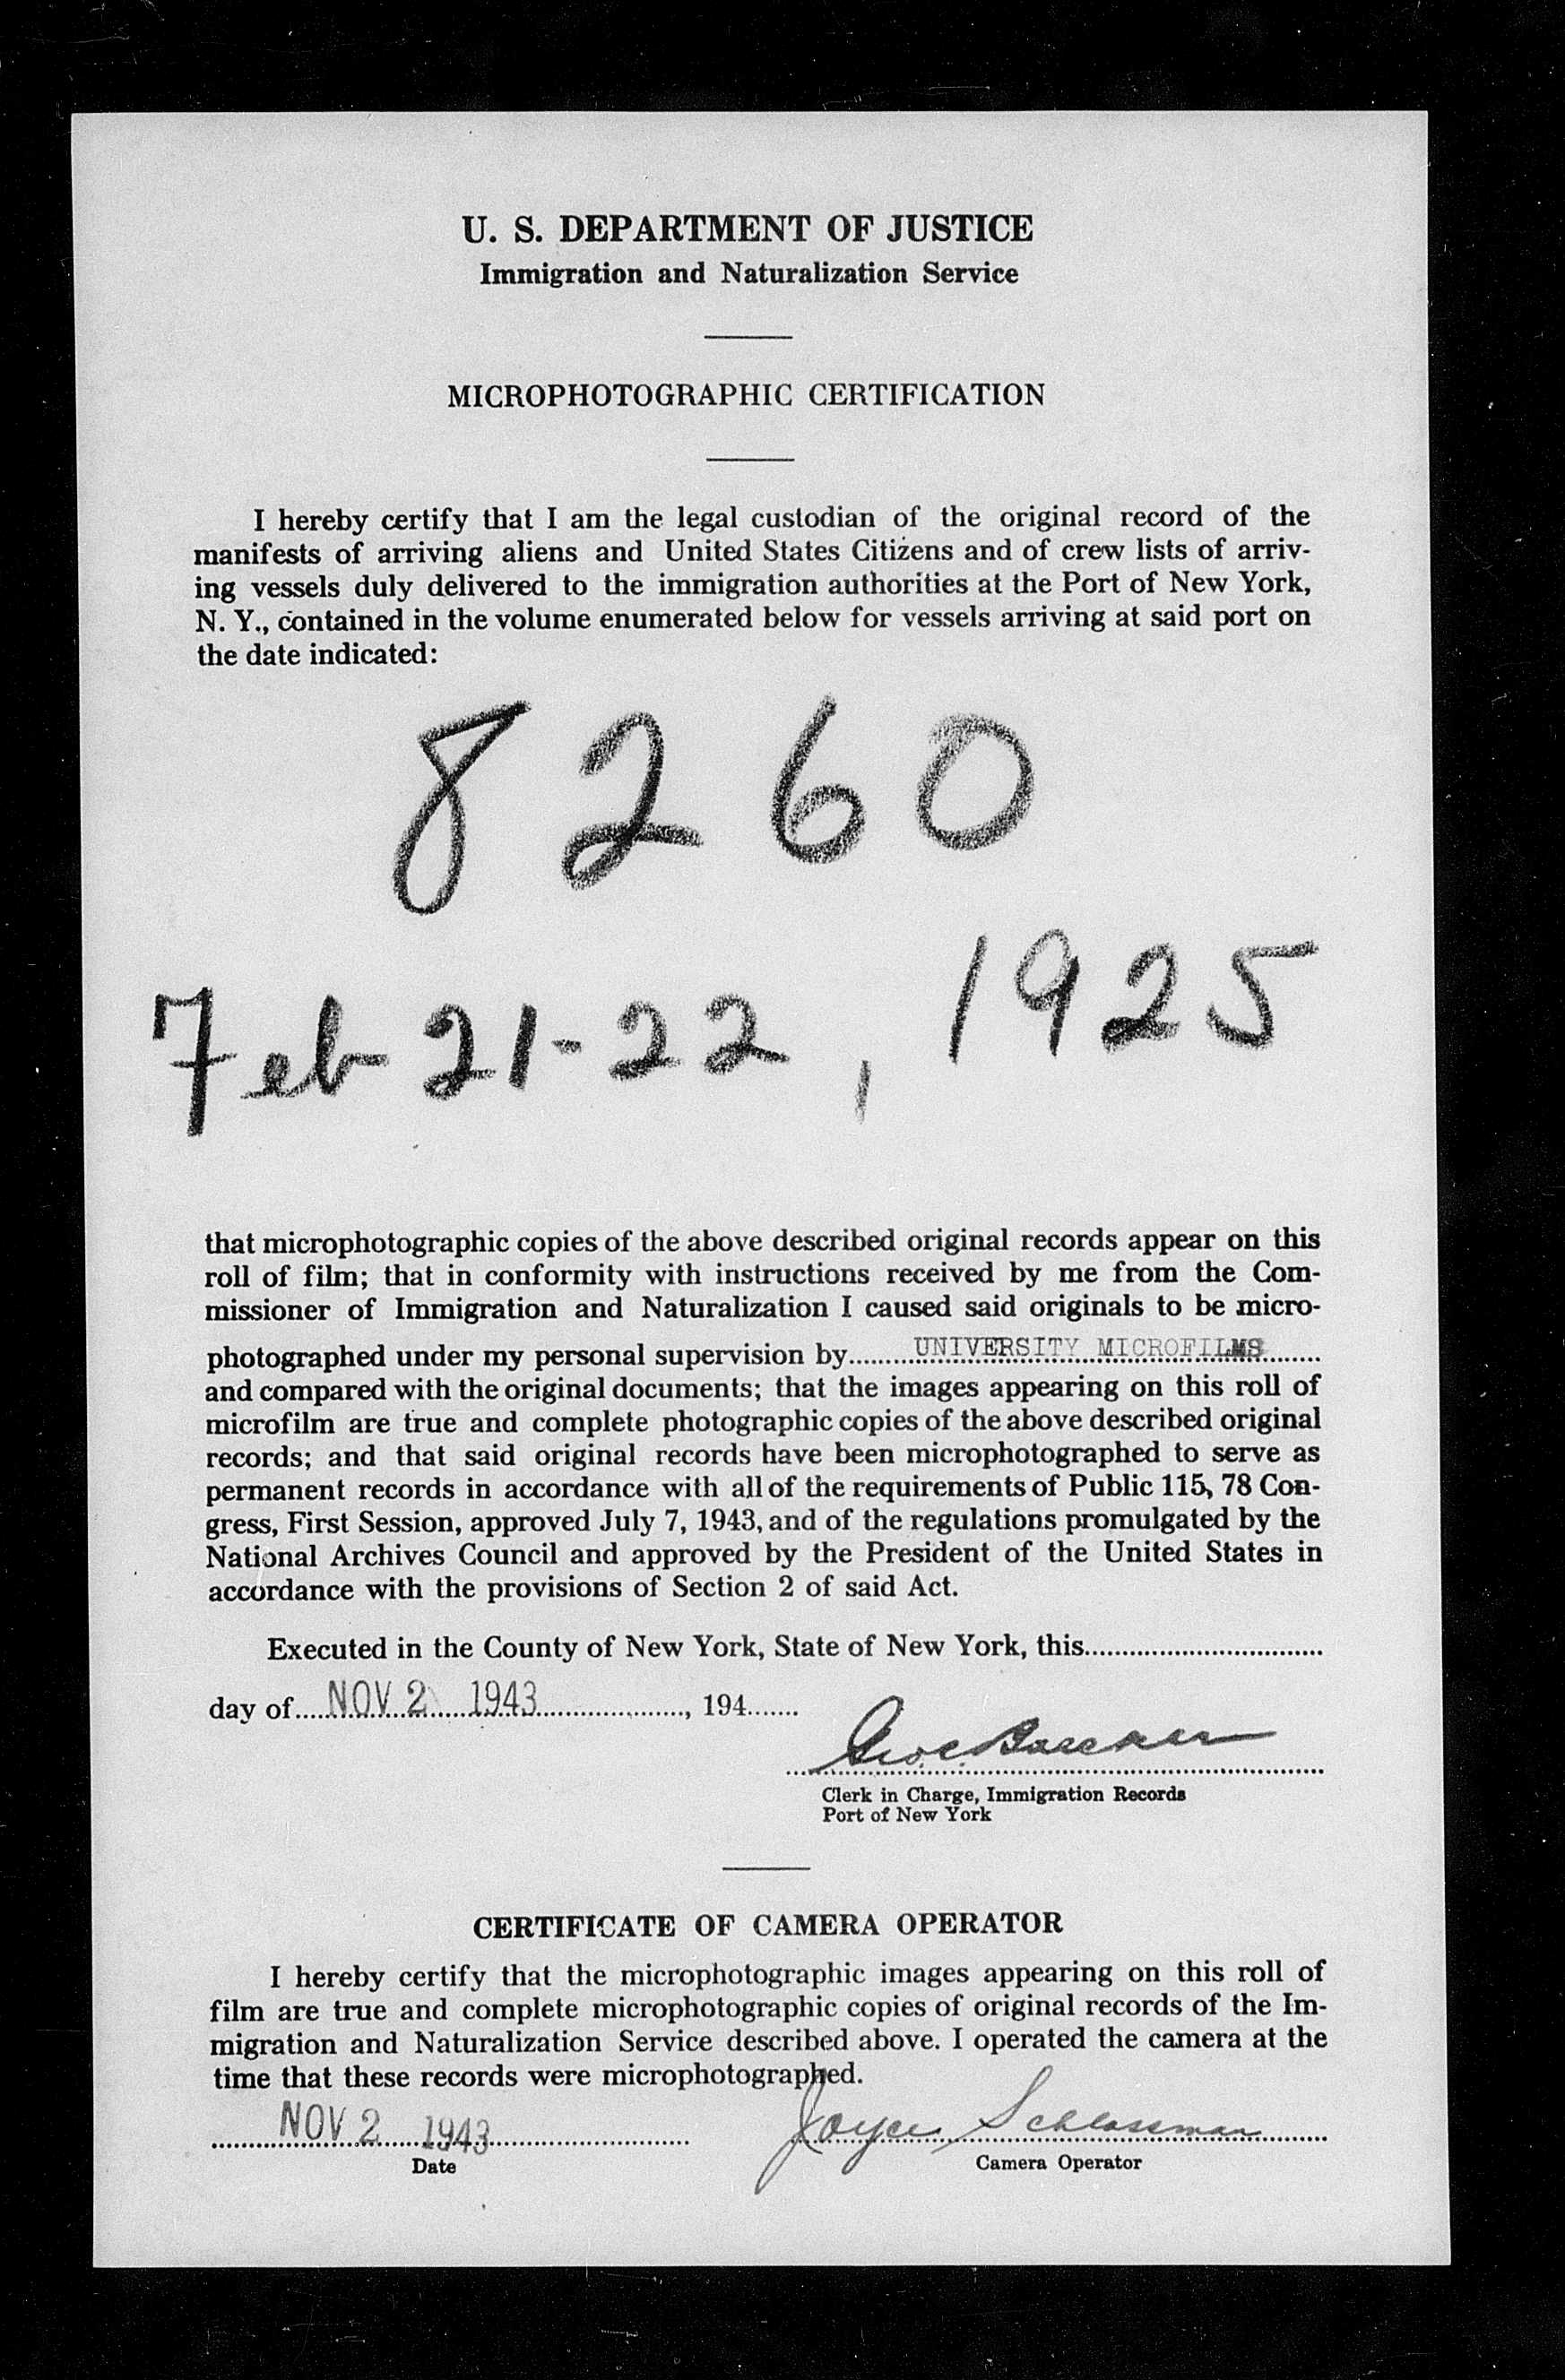 U. S. DEPARTMENT OF JUSTICE
Immigration and Naturalization Service
MICROPHOTOGRAPHIC CERTIFICATION
I hereby certify that I am the legal custodian of the original record of the
manifests of arriving aliens and United States Citizens and of crew lists of arriv-
ing vessels duly delivered to the immigration authorities at the Port of New York,
N. Y., contained in the volume enumerated below for vessels arriving at said port on
the date indicated:
8260
Feb 21-22, 1925
that microphotographic copies of the above described original records appear on this
roll of film; that in conformity with instructions received by me from the Com-
missioner of Immigration and Naturalization I caused said originals to be micro-
photographed under my personal supervision by UNIVERSITY MICROFILMS
and compared with the original documents; that the images appearing on this roll of
microfilm are true and complete photographic copies of the above described original
records; and that said original records have been microphotographed to serve as
permanent records in accordance with all of the requirements of Public 115, 78 Con-
gress, First Session, approved July 7, 1943, and of the regulations promulgated by the
National Archives Council and approved by the President of the United States in
accordance with the provisions of Section 2 of said Act.
Executed in the County of New York, State of New York, this
day of NOV 2 1943, 194
Clerk in Charge, Immigration Records
Port of New York
CERTIFICATE OF CAMERA OPERATOR
I hereby certify that the microphotographic images appearing on this roll of
film are true and complete microphotographic copies of original records of the Im-
migration and Naturalization Service described above. I operated the camera at the
time that these records were microphotographed.
NOV 2 1943 Joyce Schlossman
Date Camera Operator